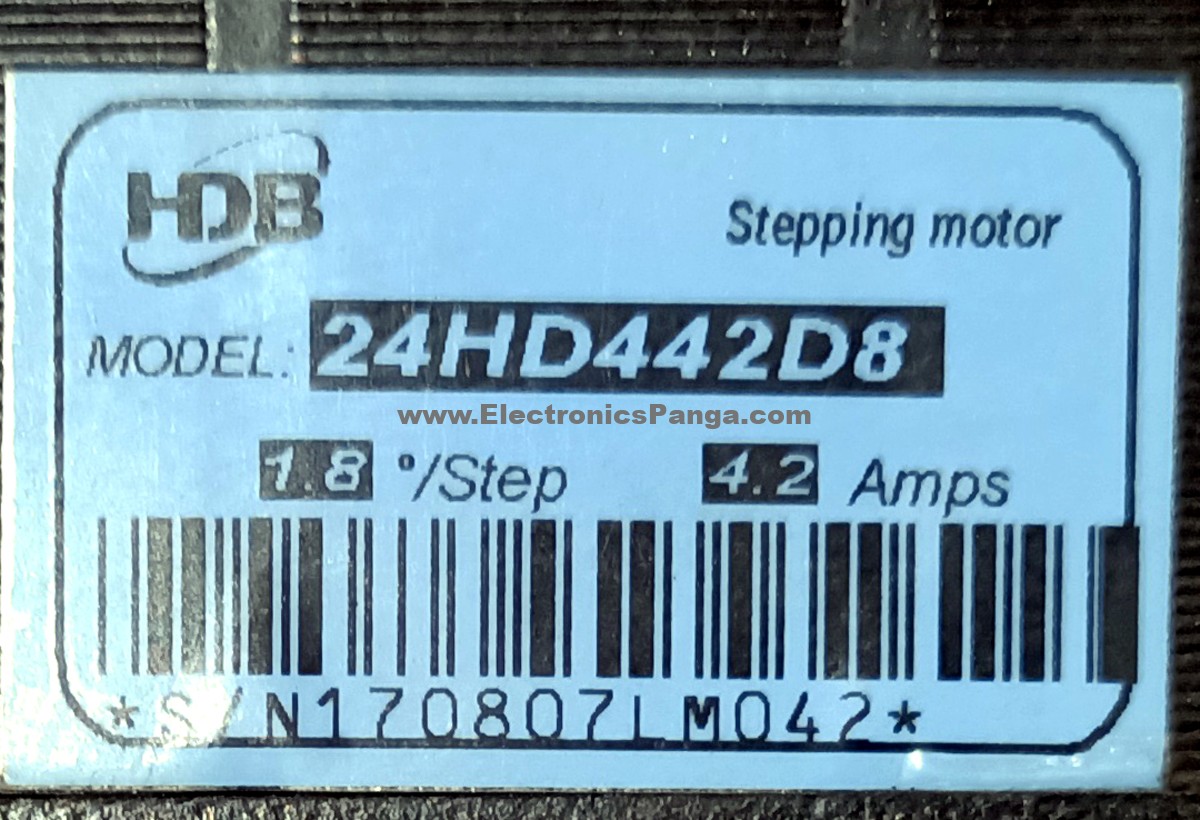 HDB
Stepping motor
MODEL: 24HD442D8
www.ElectronicsPanga.com
1.8 °/Step 4.2 Amps
*S/N170807LM042*